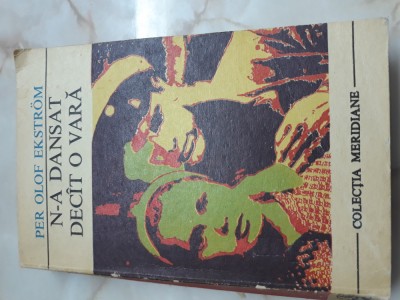 PER OLOF EKSTRÖM
N-A DANSAT
DECÎT O VARĂ
COLECȚIA MERIDIANE